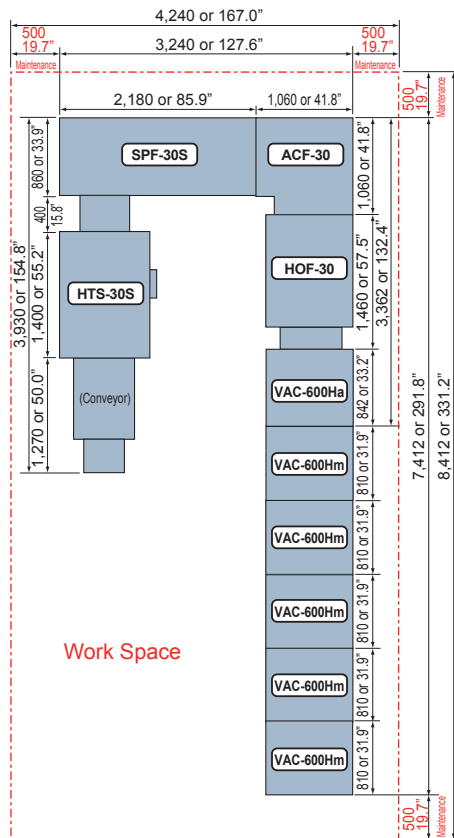 4,240 or 167.0”
500
19.7”
Maintenance
3,240 or 127.6”
500
19.7”
Maintenance
2,180 or 85.9”
1,060 or 41.8”
500
19.7”
Maintenance
SPF-30S
ACF-30
860 or 33.9”
400
15.8”
1,060 or 41.8”
3,362 or 132.4”
HTS-30S
HOF-30
3,930 or 154.8”
1,400 or 55.2”
1,460 or 57.5”
(Conveyor)
1,270 or 50.0”
VAC-600Ha
842 or 33.2”
7,412 or 291.8”
8,412 or 331.2”
VAC-600Hm
810 or 31.9”
VAC-600Hm
810 or 31.9”
VAC-600Hm
810 or 31.9”
Work Space
VAC-600Hm
810 or 31.9”
VAC-600Hm
810 or 31.9”
500
19.7”
Maintenance